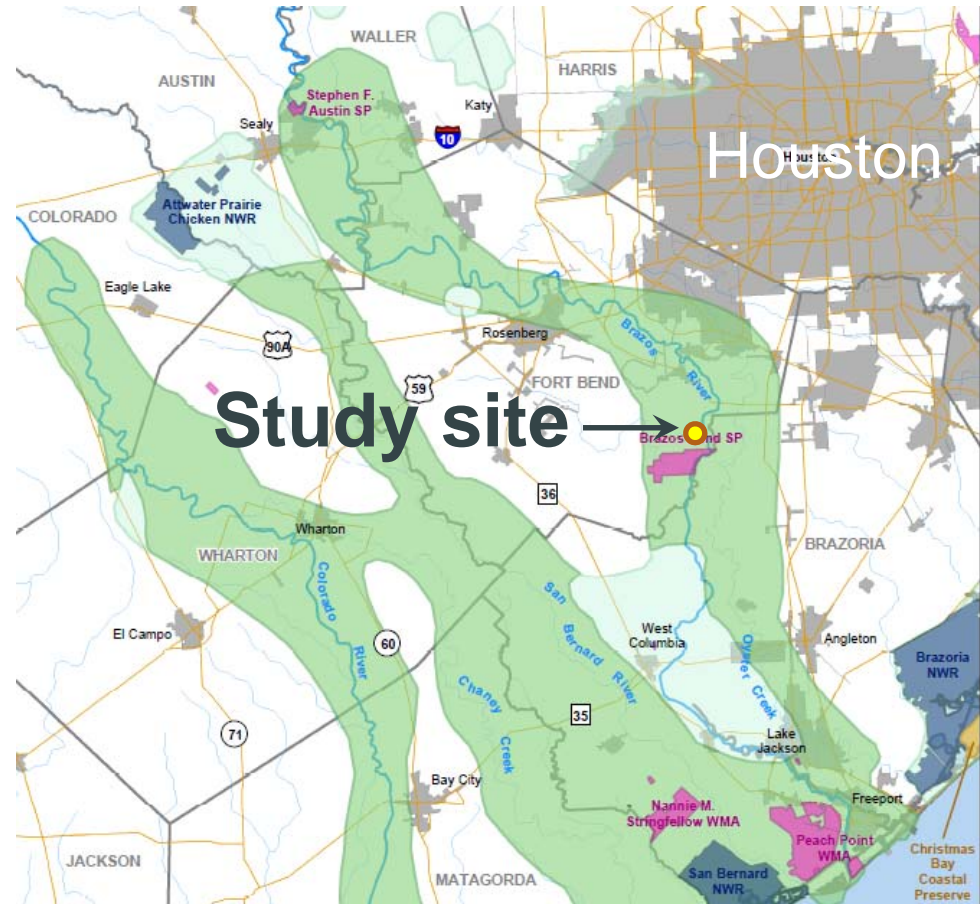 WALLER
AUSTIN
HARRIS
Stephen F.
Austin SP
Katy
Sealy
10
Houston
Houston
Attwater Prairie
Chicken NWR
COLORADO
Eagle Lake
Rosenberg
Brazos
River
90A
59
FORT BEND
Study site
Brazos nd SP
36
Wharton
WHARTON
BRAZORIA
Colorado
River
San
Bernard
River
West
Columbia
Oyster Creek
El Campo
60
Angleton
Brazoria
NWR
Chaney
Creek
35
71
Lake
Jackson
Bay City
Freeport
Nannie M.
Stringfellow WMA
Peach Point
WMA
JACKSON
MATAGORDA
San Bernard
NWR
Christmas
Bay
Coastal
Preserve